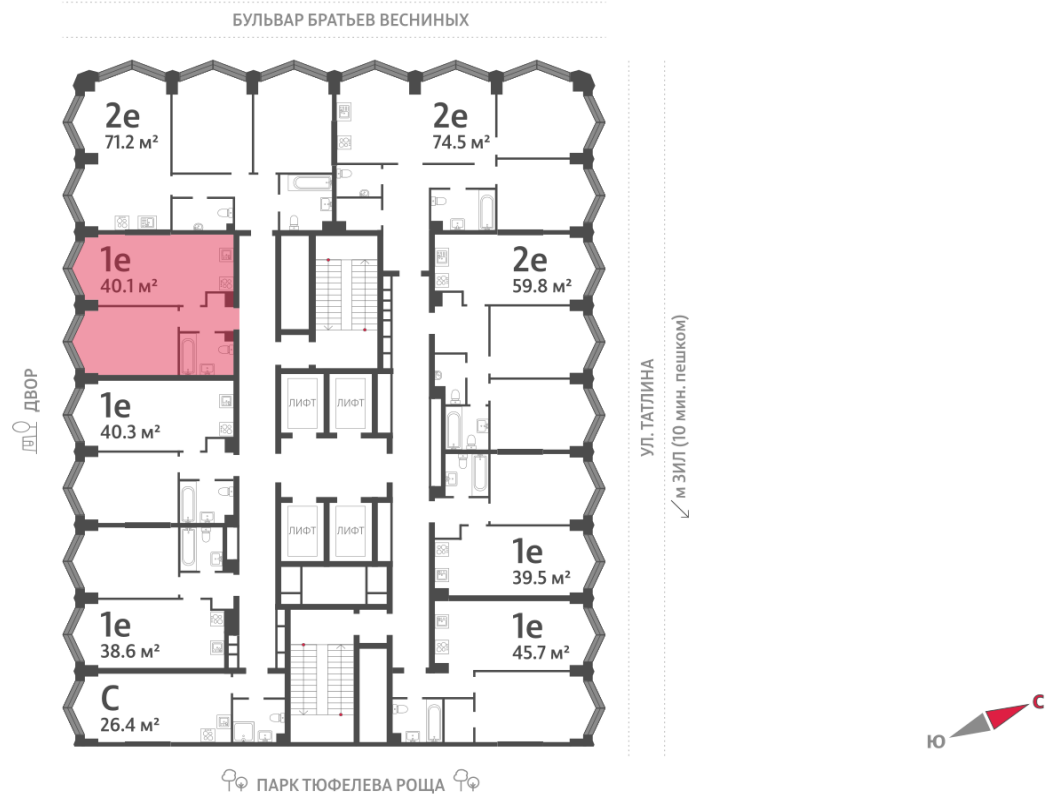 БУЛЬВАР БРАТЬЕВ ВЕСНИНЫХ
2е
71.2 м²
2е
74.5 м²
1е
40.1 м²
2е
59.8 м²
ДВОР
1е
40.3 м²
ЛИФТ
ЛИФТ
УЛ. ТАТЛИНА
м ЗИЛ (10 мин. пешком)
ЛИФТ
ЛИФТ
1е
39.5 м²
1е
38.6 м²
1е
45.7 м²
С
26.4 м²
С
Ю
ПАРК ТЮФЕЛЕВА РОЩА